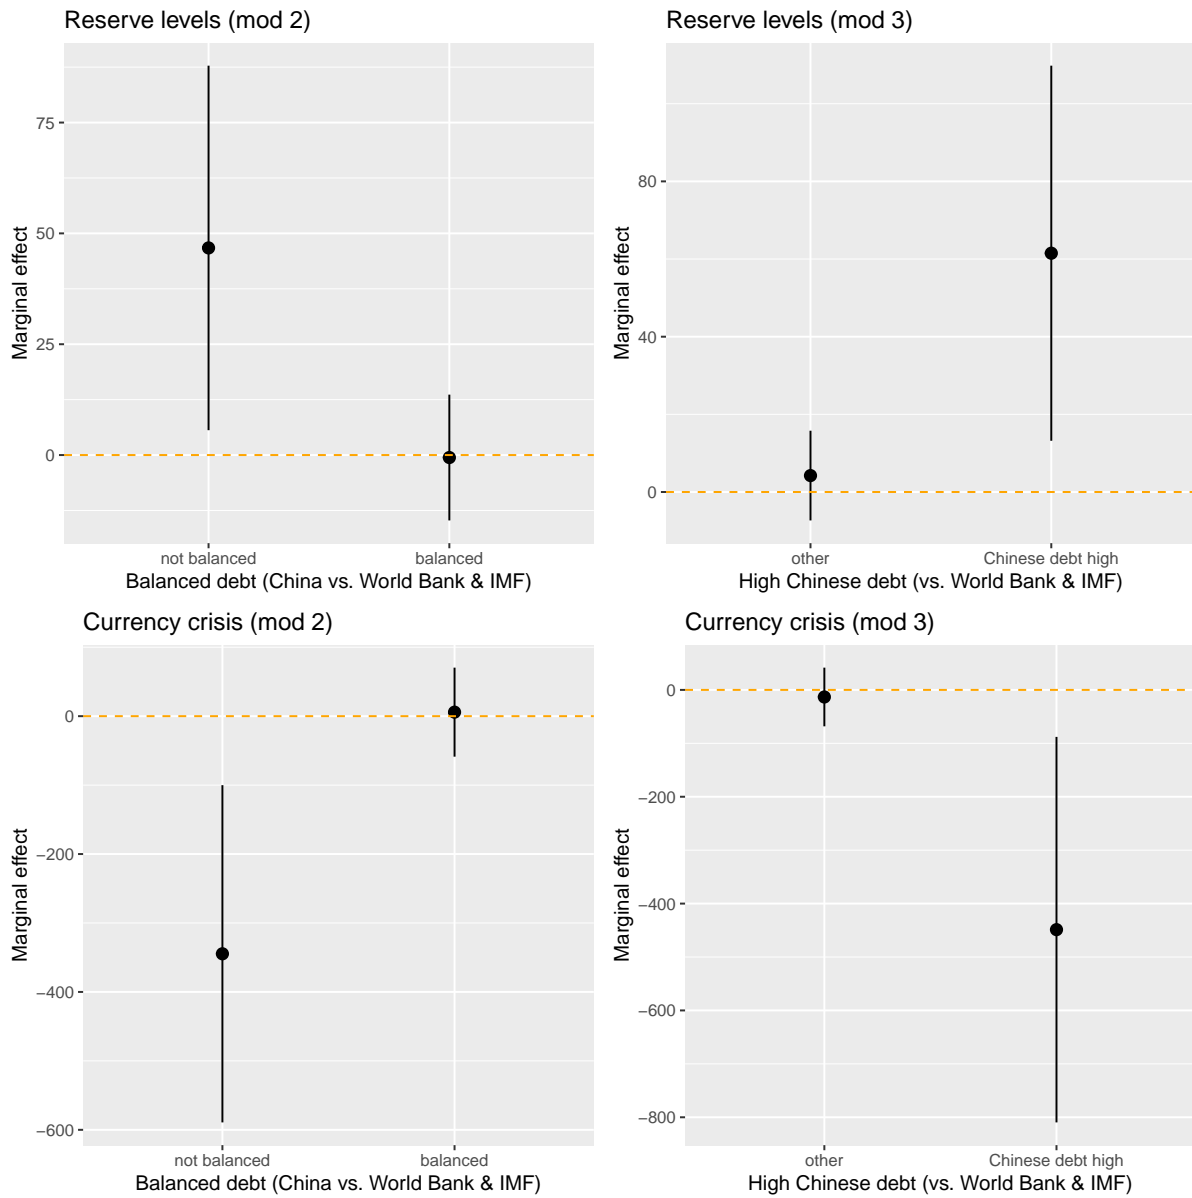 Reserve levels (mod 2)
Marginal effect
75
50
25
0
not balanced
balanced
Balanced debt (China vs. World Bank & IMF)
Reserve levels (mod 3)
Marginal effect
80
40
0
other
Chinese debt high
High Chinese debt (vs. World Bank & IMF)
Currency crisis (mod 2)
Marginal effect
0
−200
−400
−600
not balanced
balanced
Balanced debt (China vs. World Bank & IMF)
Currency crisis (mod 3)
Marginal effect
0
−200
−400
−600
−800
other
Chinese debt high
High Chinese debt (vs. World Bank & IMF)